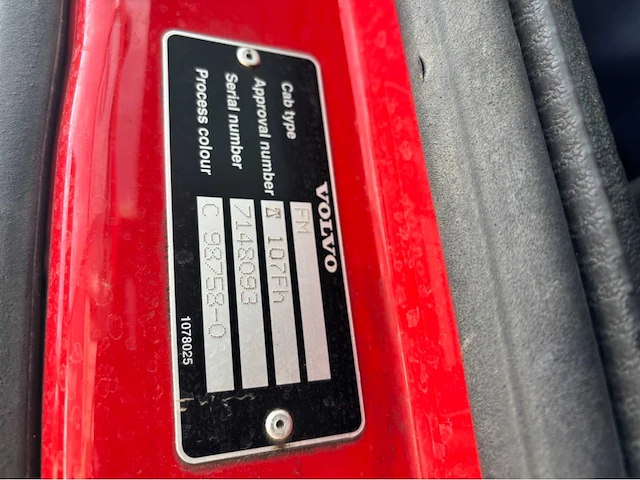 VOLVO
Cab type FM
Approval number 107Fh
Serial number 7148093
Process colour C 98758-0
1078025